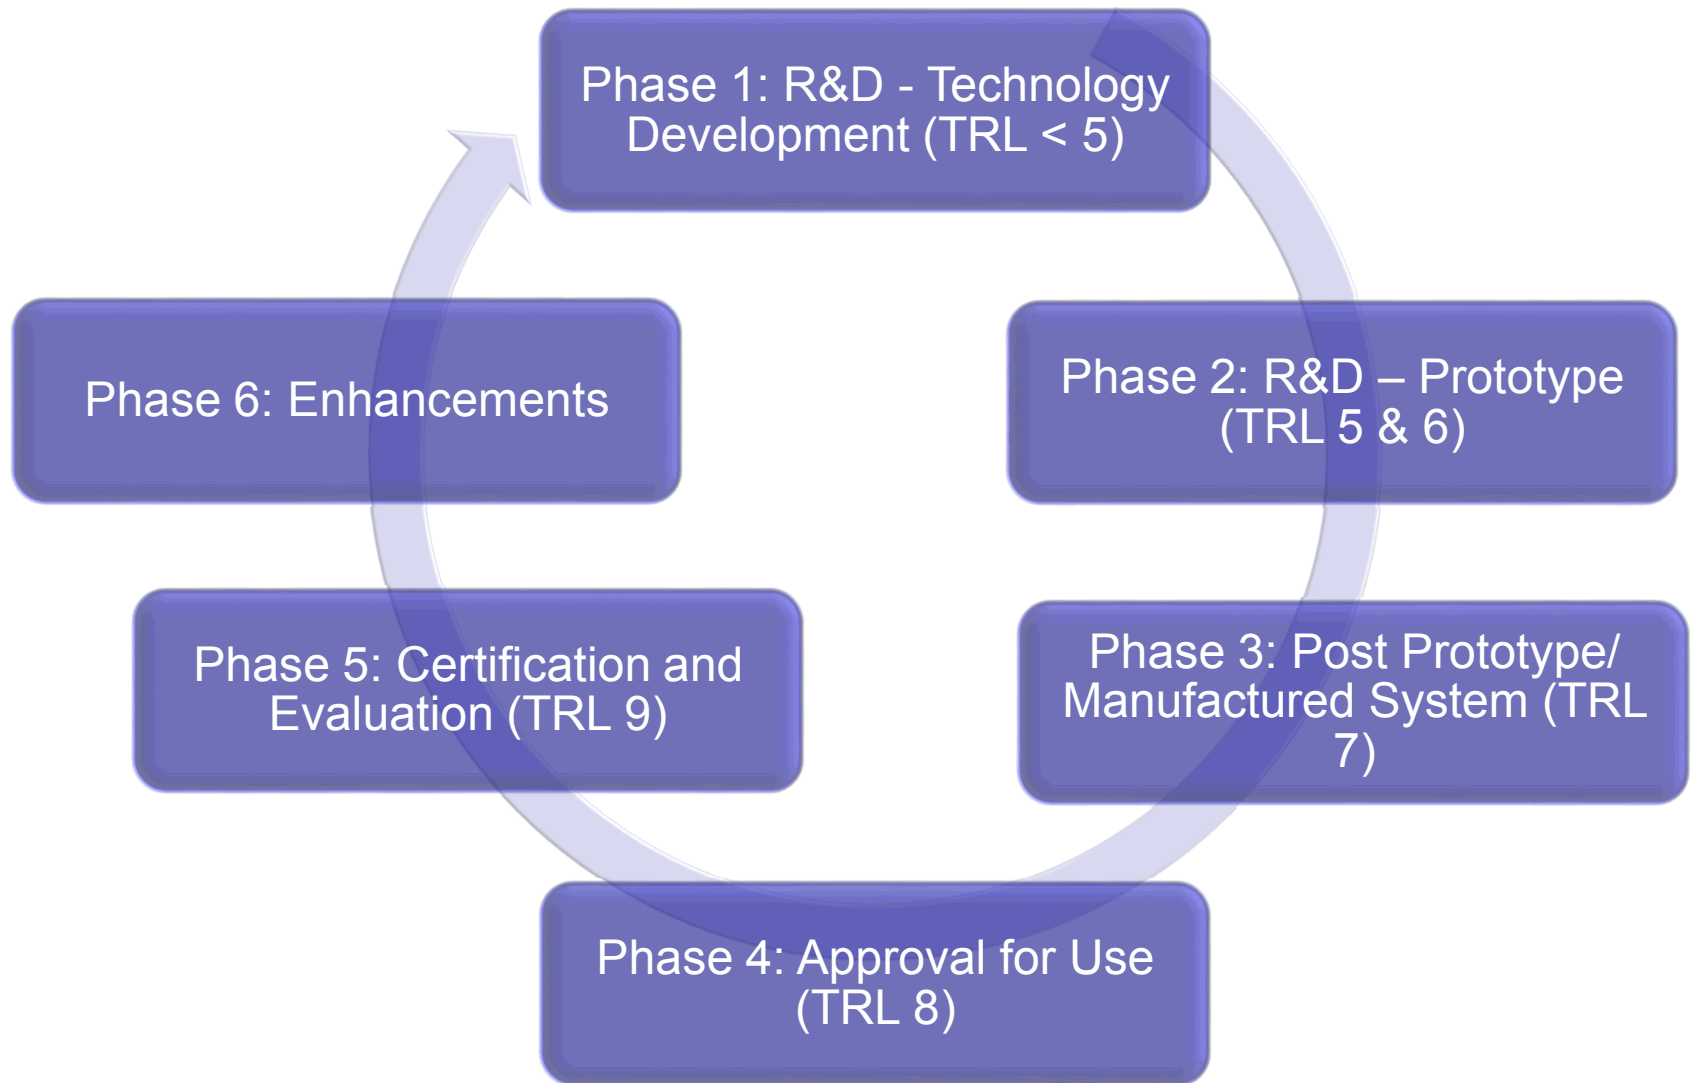 Phase 1: R&D - Technology
Development (TRL < 5)
Phase 2: R&D – Prototype
(TRL 5 & 6)
Phase 3: Post Prototype/
Manufactured System (TRL
7)
Phase 4: Approval for Use
(TRL 8)
Phase 5: Certification and
Evaluation (TRL 9)
Phase 6: Enhancements